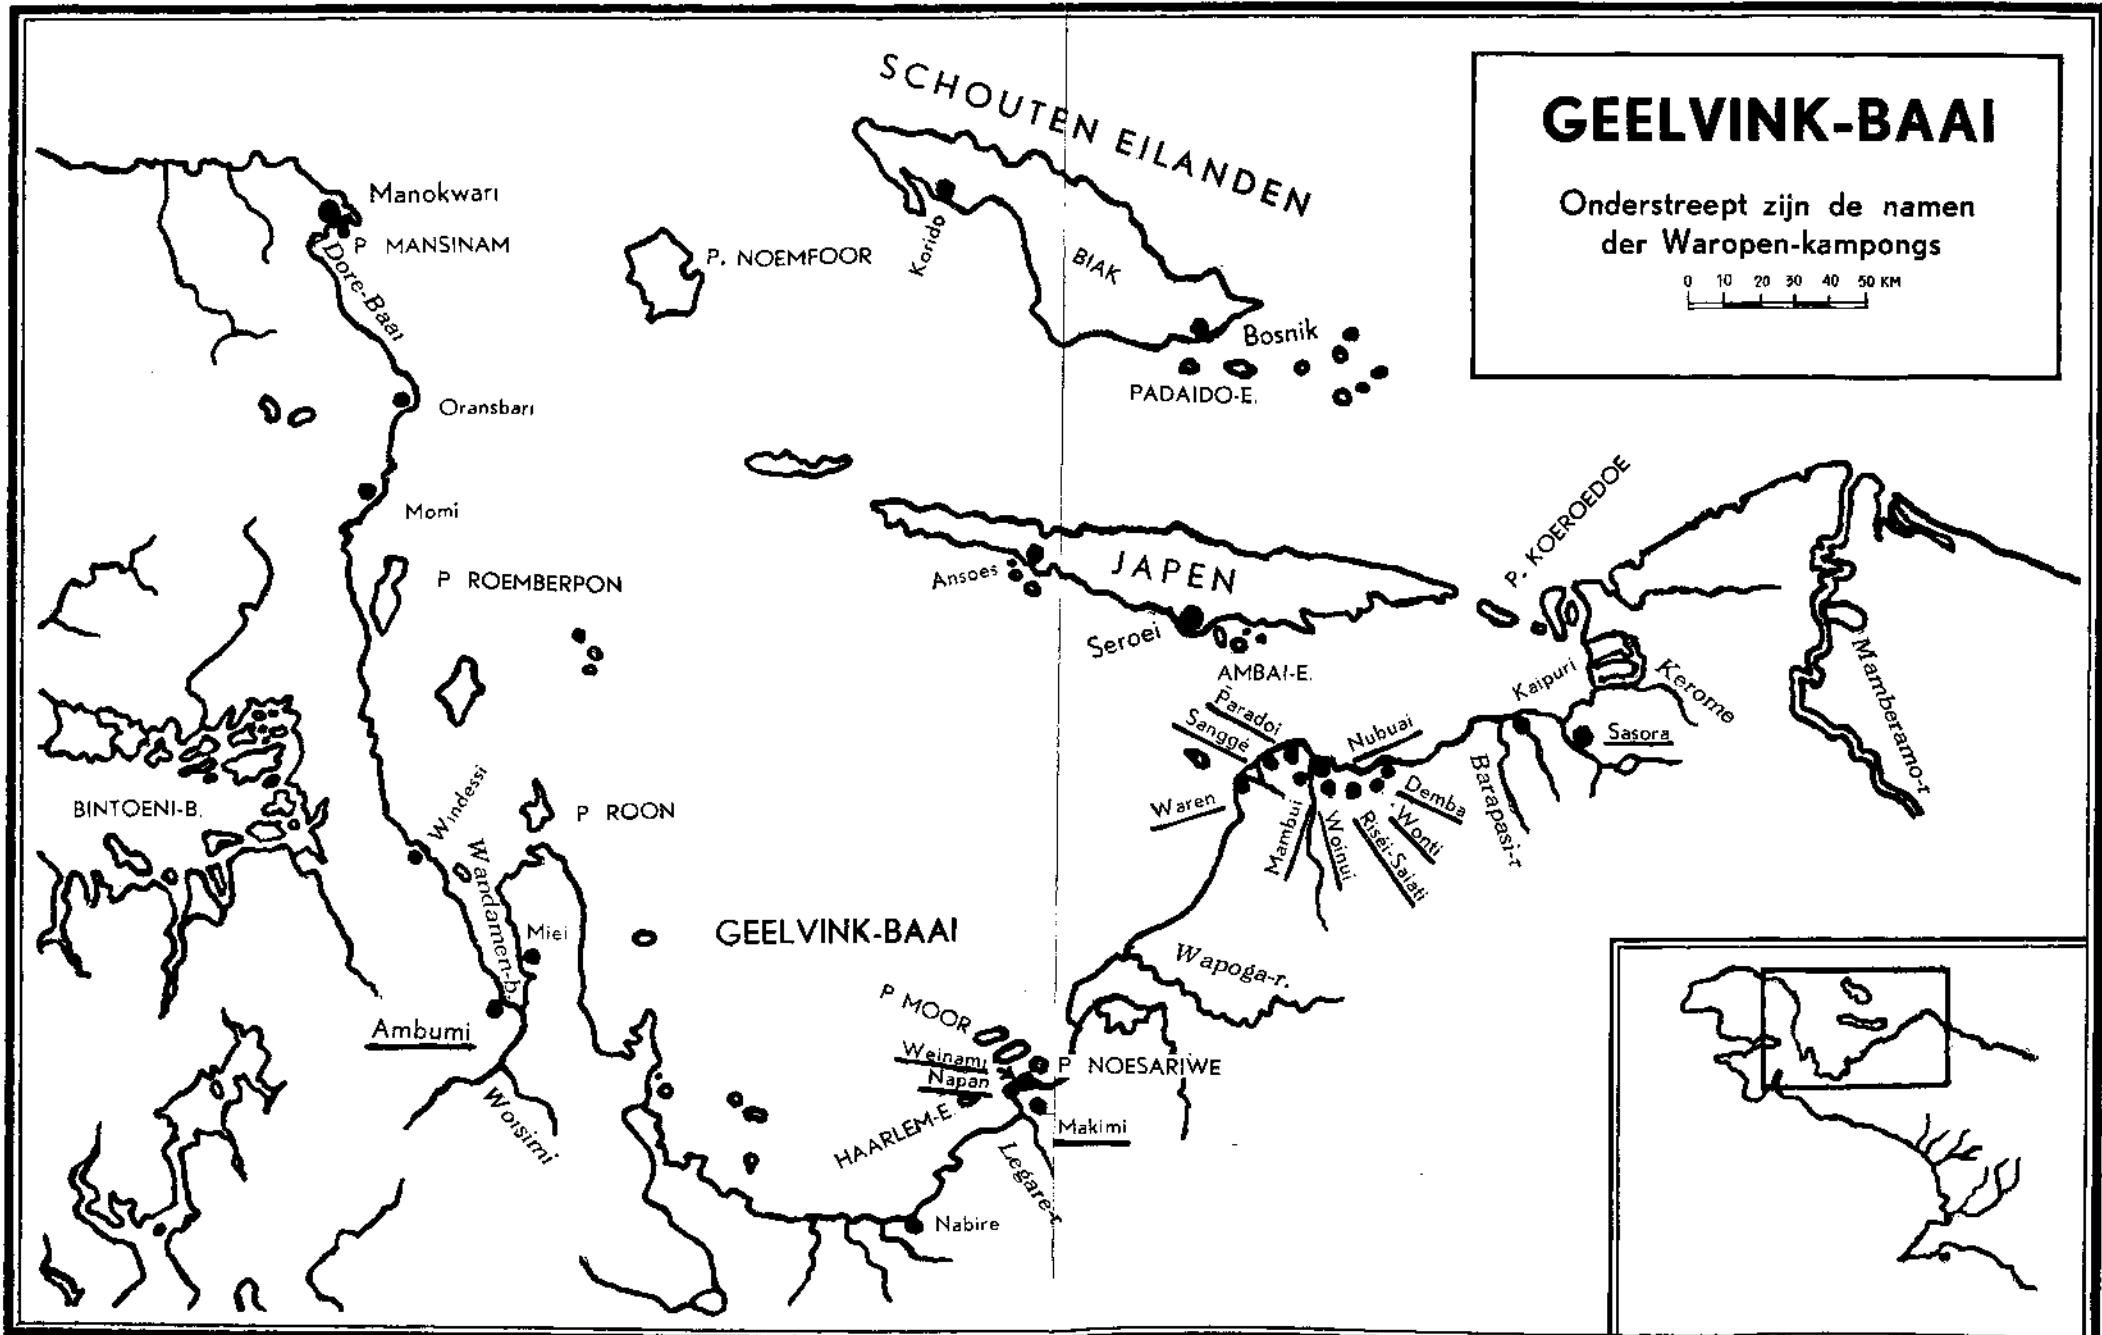 GEELVINK-BAAI
Onderstreept zijn de namen
der Waropen-kampongs
0 10 20 30 40 50 KM
SCHOUTEN EILANDEN
Manokwari
P MANSINAM
Dore-Baai
P. NOEMFOOR
Korido
BIAK
Bosnik
PADAIDO-E.
Oransbari
Momi
P ROEMBERPON
Ansoes
JAPEN
Seroei
AMBAI-E.
P. KOEROEDOE
Kaipuri
Kerome
Mamberamo-r
Sasora
Barapasi-r
Paradoi
Sanggé
Nubuai
Waren
Mambui
Woinui
Riséi-Saiati
Wonti
Demba
BINTOENI-B.
Windessi
P ROON
Wandamen-b.
Miei
GEELVINK-BAAI
Wapoga-r.
Ambumi
Woisimi
P MOOR
Weinami
Napan
P NOESARIWE
HAARLEM-E.
Makimi
Legare-r
Nabire